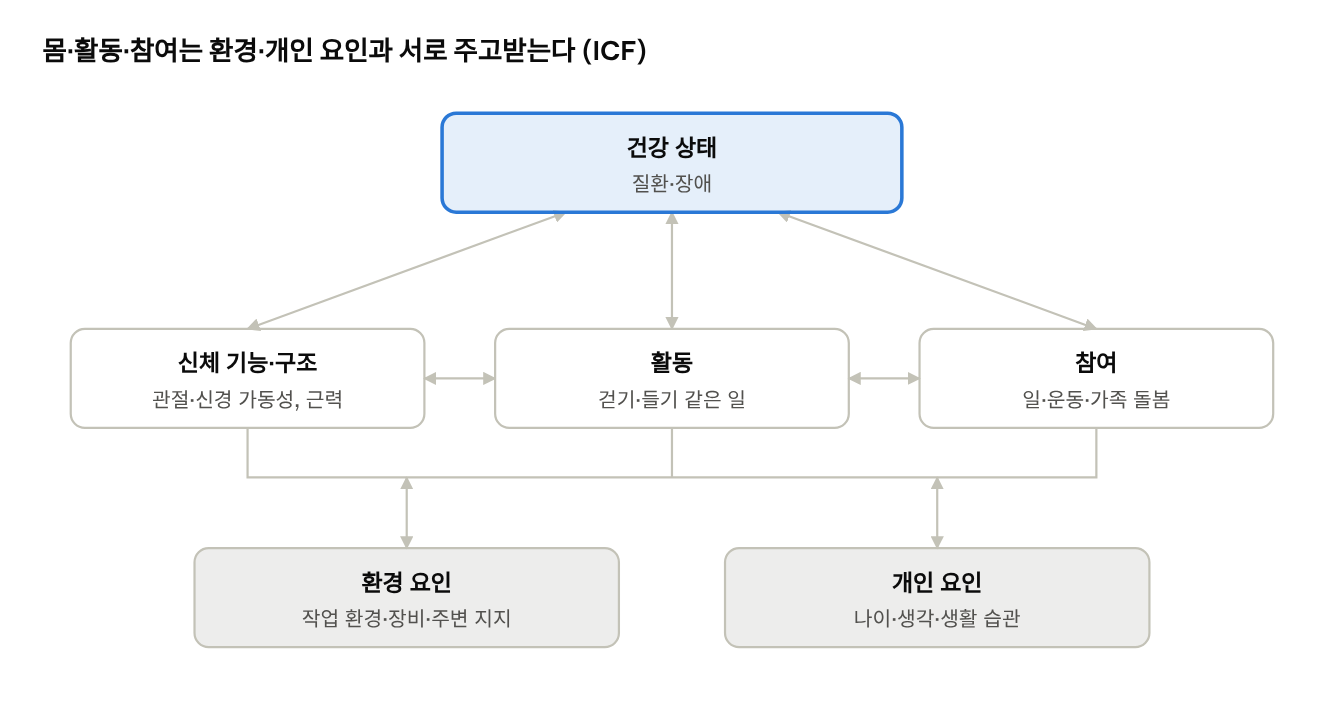 몸·활동·참여는 환경·개인 요인과 서로 주고받는다 (ICF)
건강 상태
질환·장애
신체 기능·구조
관절·신경 가동성, 근력
활동
걷기·들기 같은 일
참여
일·운동·가족 돌봄
환경 요인
작업 환경·장비·주변 지지
개인 요인
나이·생각·생활 습관